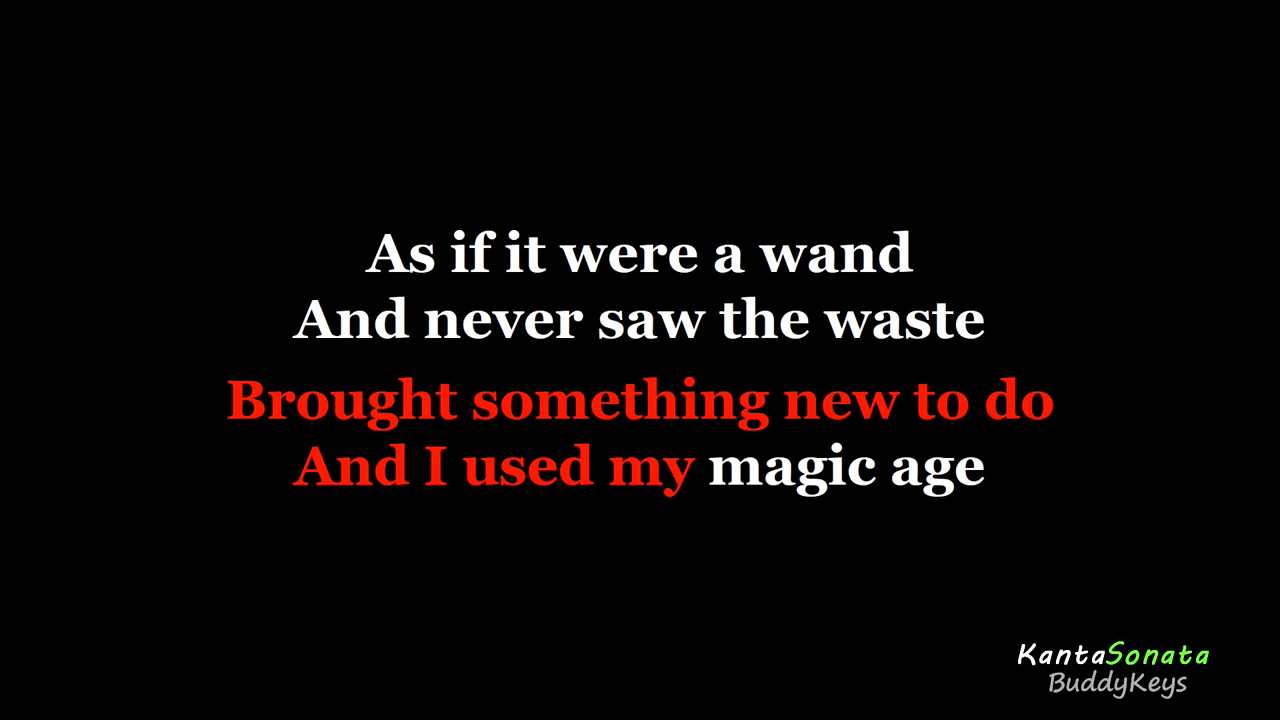 As if it were a wand
And never saw the waste
Brought something new to do
And I used my magic age
KantaSonata
BuddyKeys